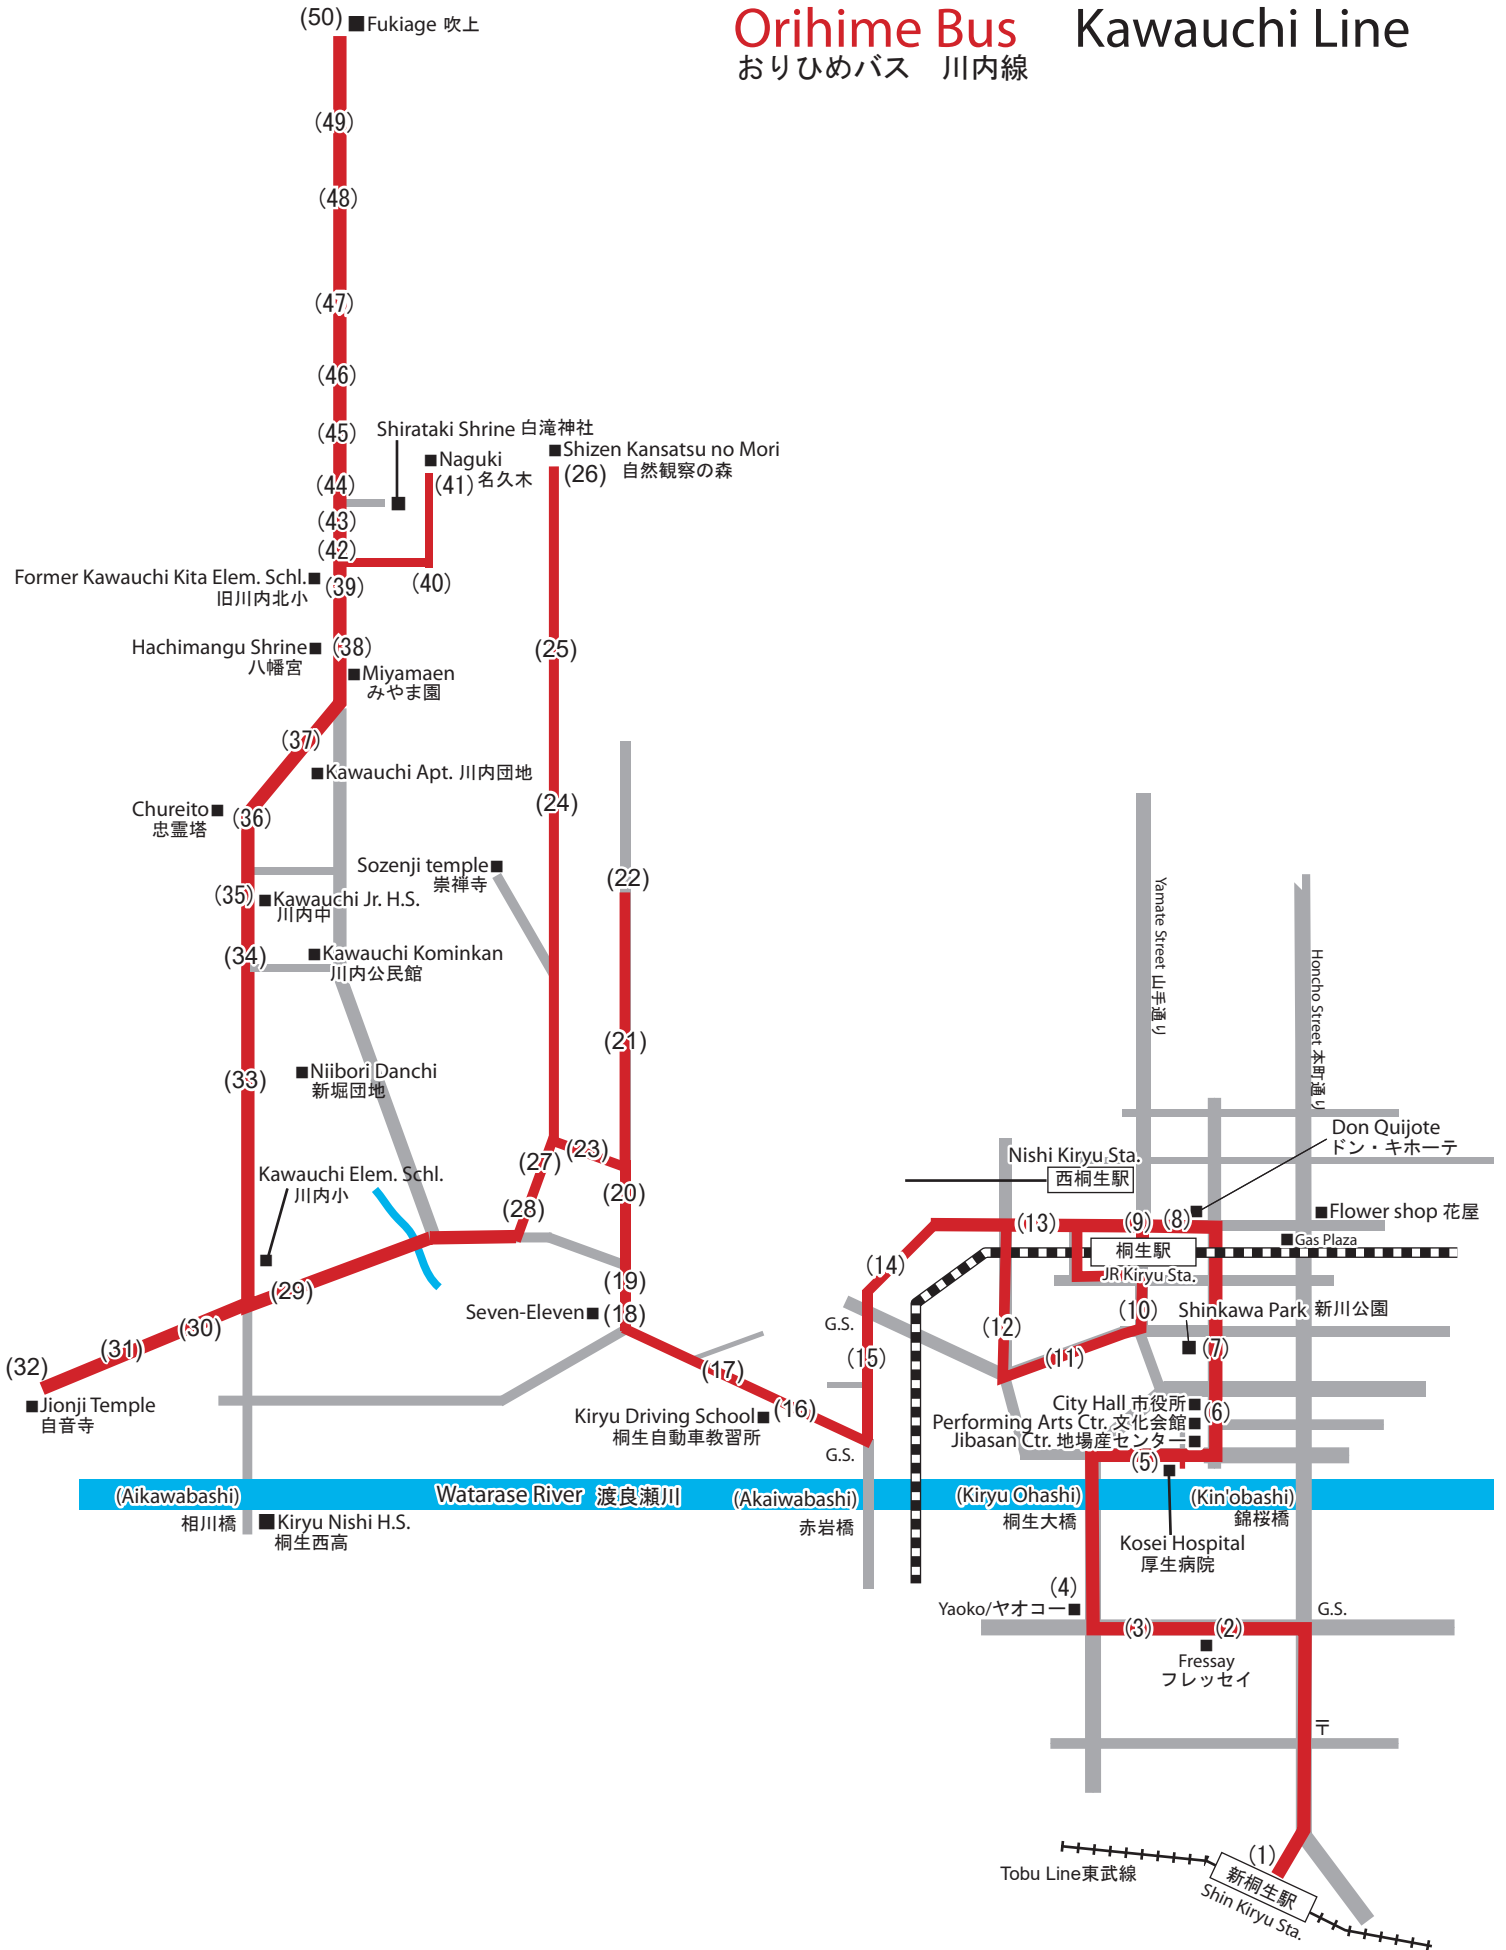 Orihime Bus Kawauchi Line
おりひめバス 川内線
(50) Fukiage 吹上
(49)
(48)
(47)
(46)
(45)
Shirataki Shrine 白滝神社
Naguki
名久木
(41)
Shizen Kansatsu no Mori
自然観察の森
(26)
(44)
(43)
(42)
Former Kawauchi Kita Elem. Schl.
旧川内北小
(39)
(40)
Hachimangu Shrine
八幡宮
(38)
(25)
Miyamaen
みやま園
(37)
Kawauchi Apt. 川内団地
Chureito
忠霊塔
(36)
(24)
Sozenji temple
崇禅寺
(22)
(35)
Kawauchi Jr. H.S.
川内中
(34)
Kawauchi Kominkan
川内公民館
Yamate Street 山手通り
Honcho Street 本町通り
(21)
(33)
Niibori Danchi
新堀団地
Don Quijote
ドン・キホーテ
(27)
(23)
Nishi Kiryu Sta.
西桐生駅
Kawauchi Elem. Schl.
川内小
(20)
(28)
(13)
(9)
(8)
Flower shop 花屋
Gas Plaza
桐生駅
JR Kiryu Sta.
(14)
(29)
(19)
Seven-Eleven
(18)
G.S.
(12)
(10)
Shinkawa Park 新川公園
(30)
(31)
(32)
(17)
(15)
(11)
(7)
Jionji Temple
自音寺
Kiryu Driving School
桐生自動車教習所
(16)
G.S.
City Hall 市役所
Performing Arts Ctr. 文化会館
Jibasan Ctr. 地場産センター
(6)
(5)
(Aikawabashi)
相川橋
Watarase River 渡良瀬川
(Akaiwabashi)
赤岩橋
(Kiryu Ohashi)
桐生大橋
(Kin'obashi)
錦桜橋
Kiryu Nishi H.S.
桐生西高
Kosei Hospital
厚生病院
(4)
Yaoko/ヤオコー
G.S.
(3)
(2)
Fressay
フレッセイ
〒
(1)
Tobu Line東武線
新桐生駅
Shin Kiryu Sta.